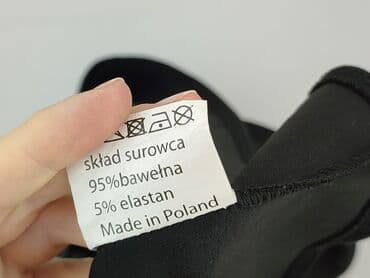 skład surowca
95%bawełna
5% elastan
Made in Poland